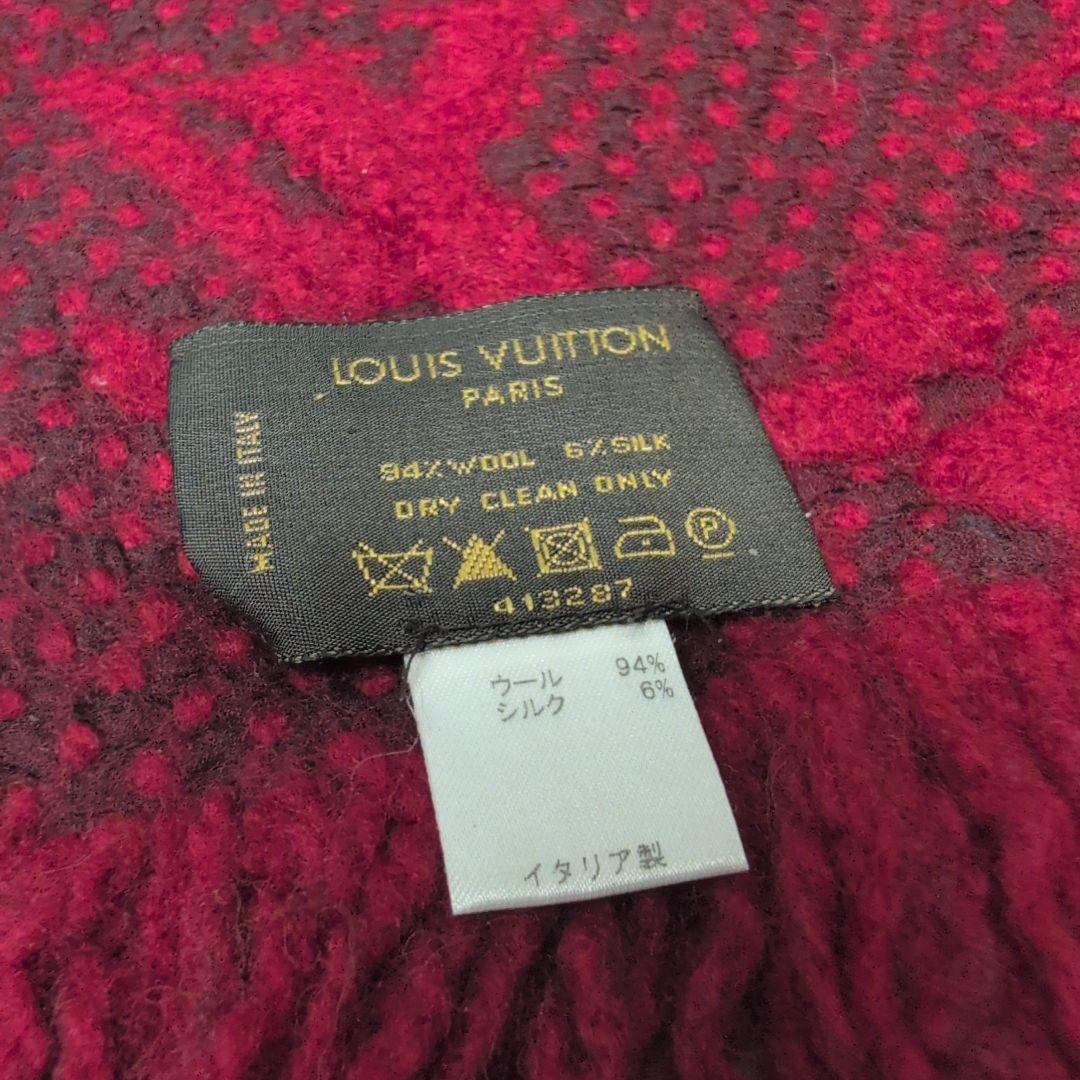 LOUIS VUITTON
PARIS
MADE IN ITALY
94% WOOL 6% SILK
DRY CLEAN ONLY
P
413287
ウール 94%
シルク 6%
イタリア製